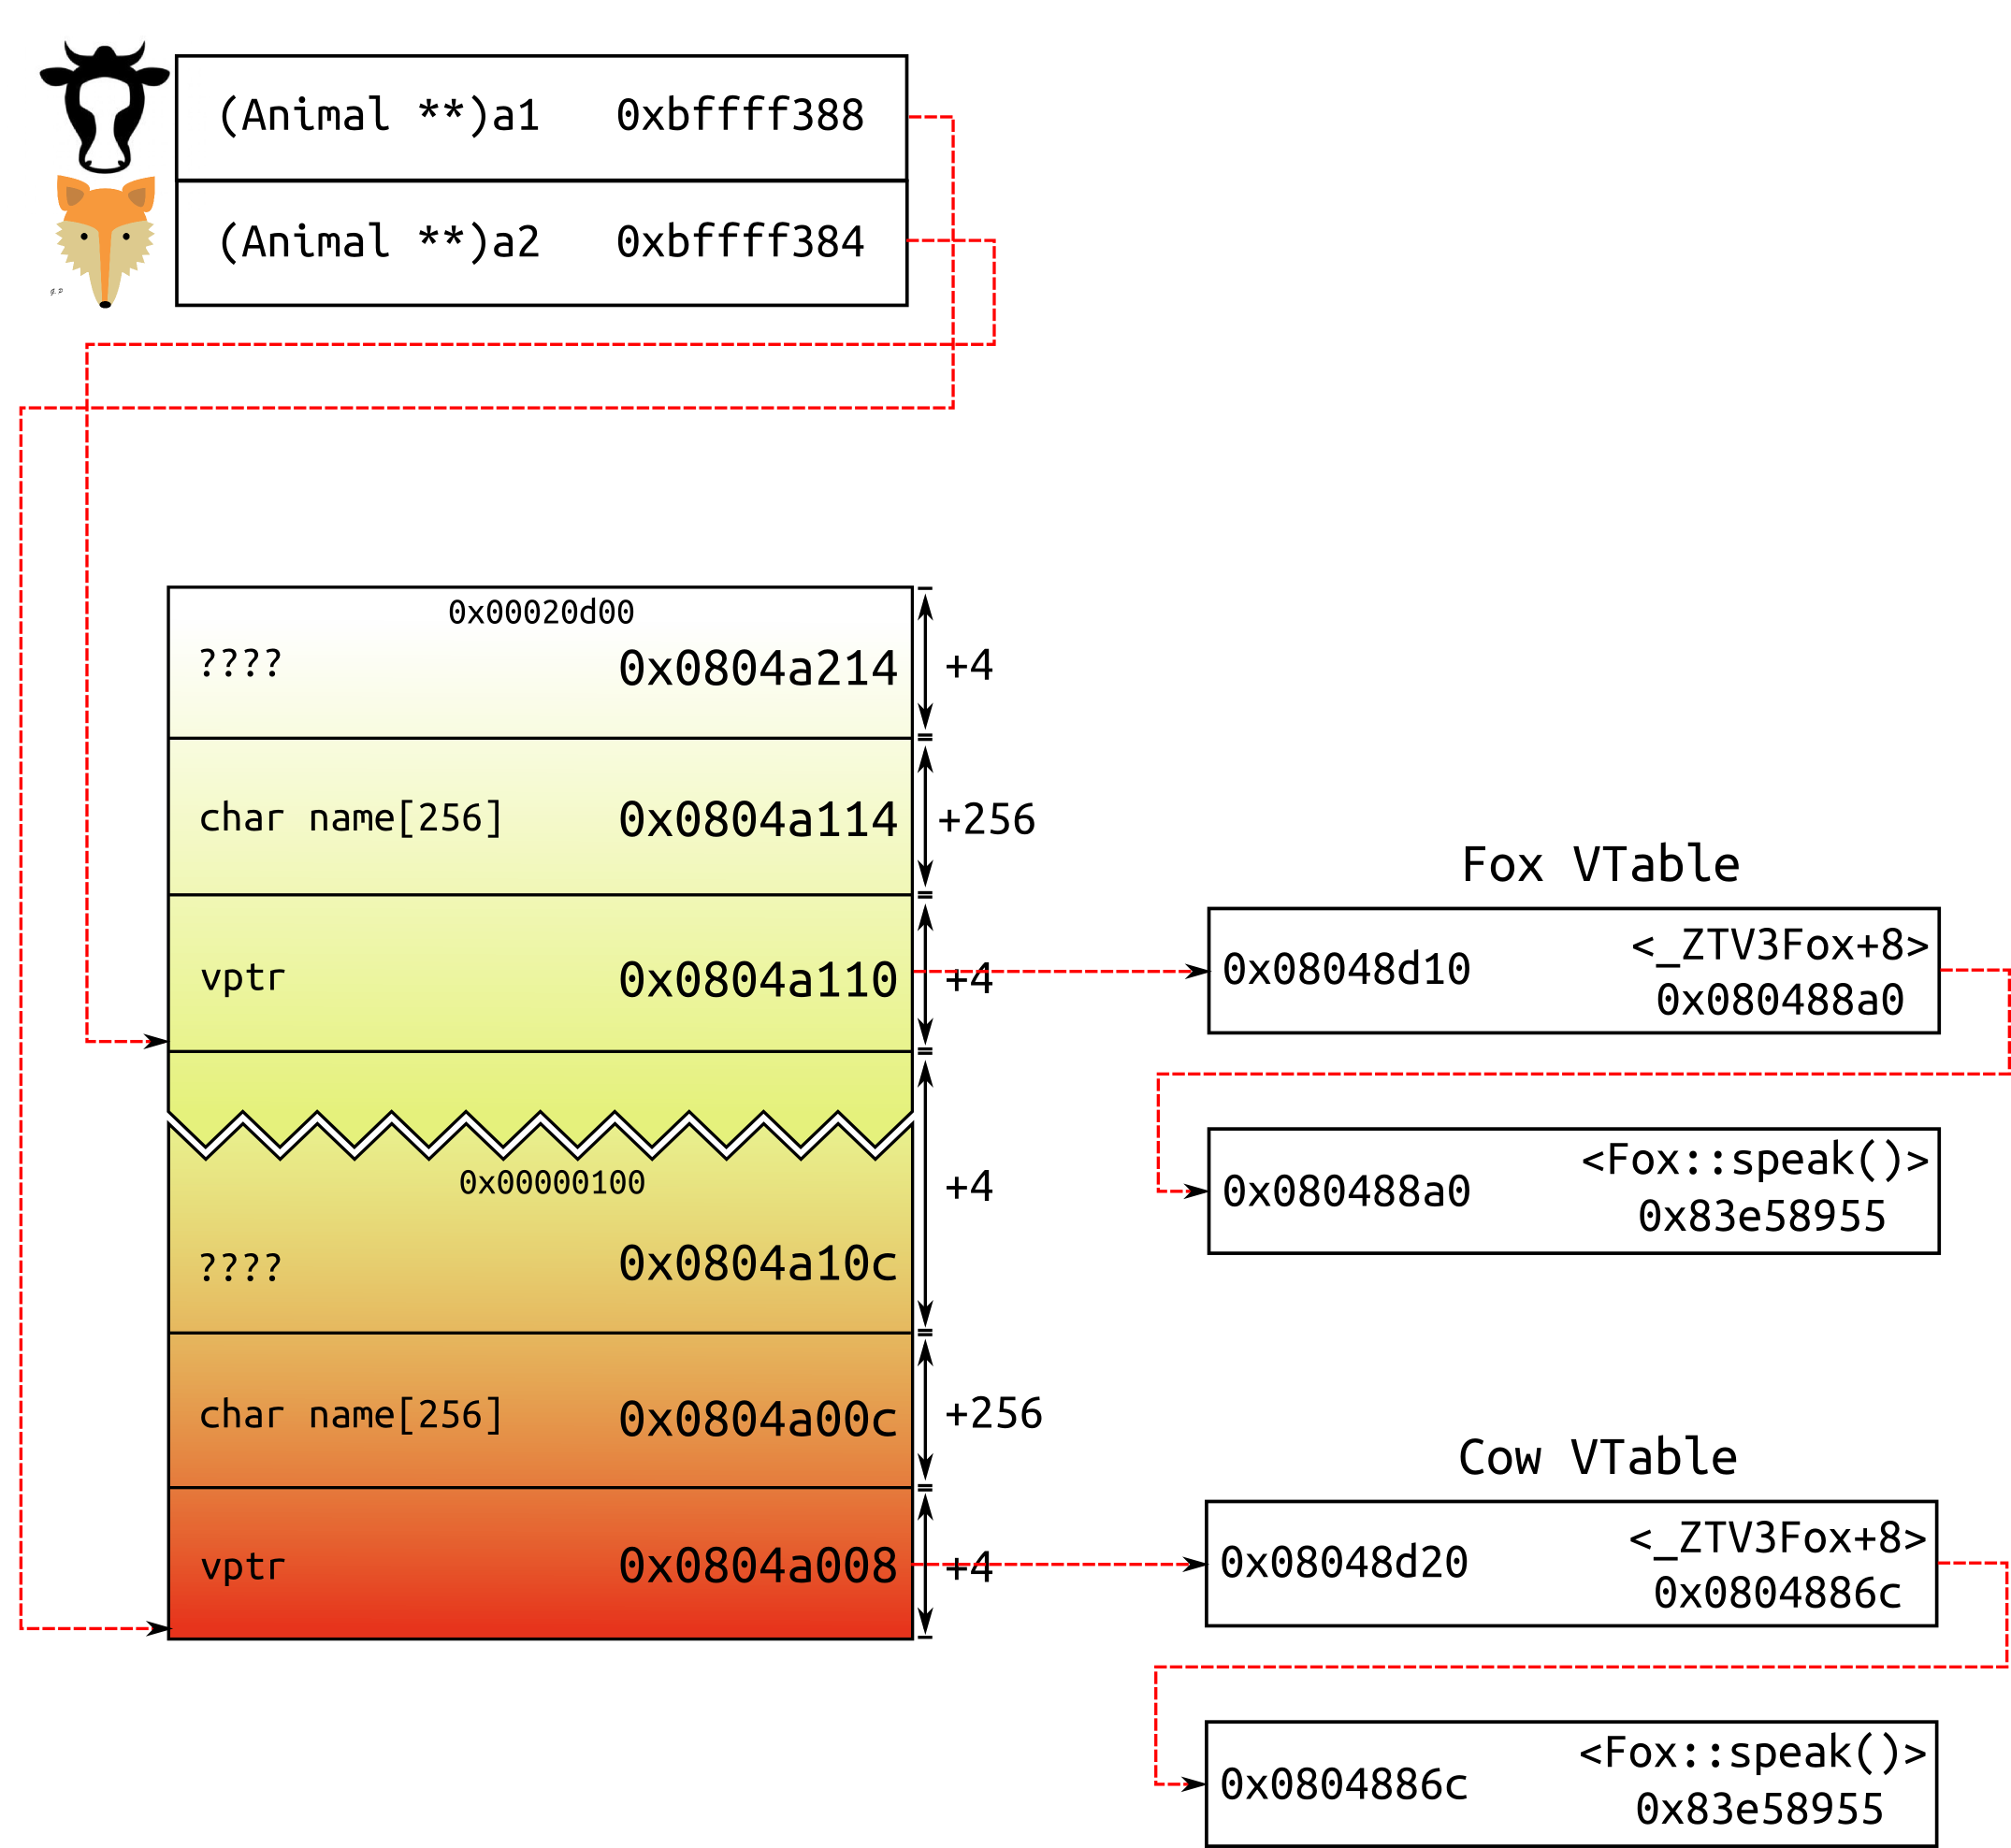 (Animal **)a1 0xbffff388
(Animal **)a2 0xbffff384
0x00020d00
???? 0x0804a214 +4
char name[256] 0x0804a114 +256
vptr 0x0804a110 +4
0x00000100
+4
???? 0x0804a10c
char name[256] 0x0804a00c +256
vptr 0x0804a008 +4
Fox VTable
<_ZTV3Fox+8>
0x08048d10
0x080488a0
<Fox::speak()>
0x080488a0
0x83e58955
Cow VTable
<_ZTV3Fox+8>
0x08048d20
0x0804886c
<Fox::speak()>
0x0804886c
0x83e58955